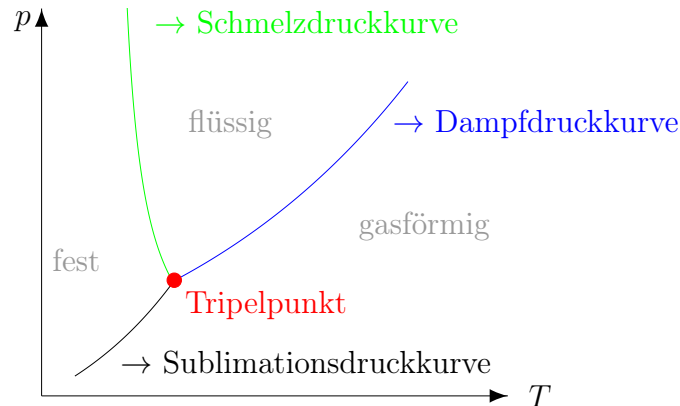 p
→ Schmelzdruckkurve
flüssig
→ Dampfdruckkurve
gasförmig
fest
Tripelpunkt
→ Sublimationsdruckkurve
T